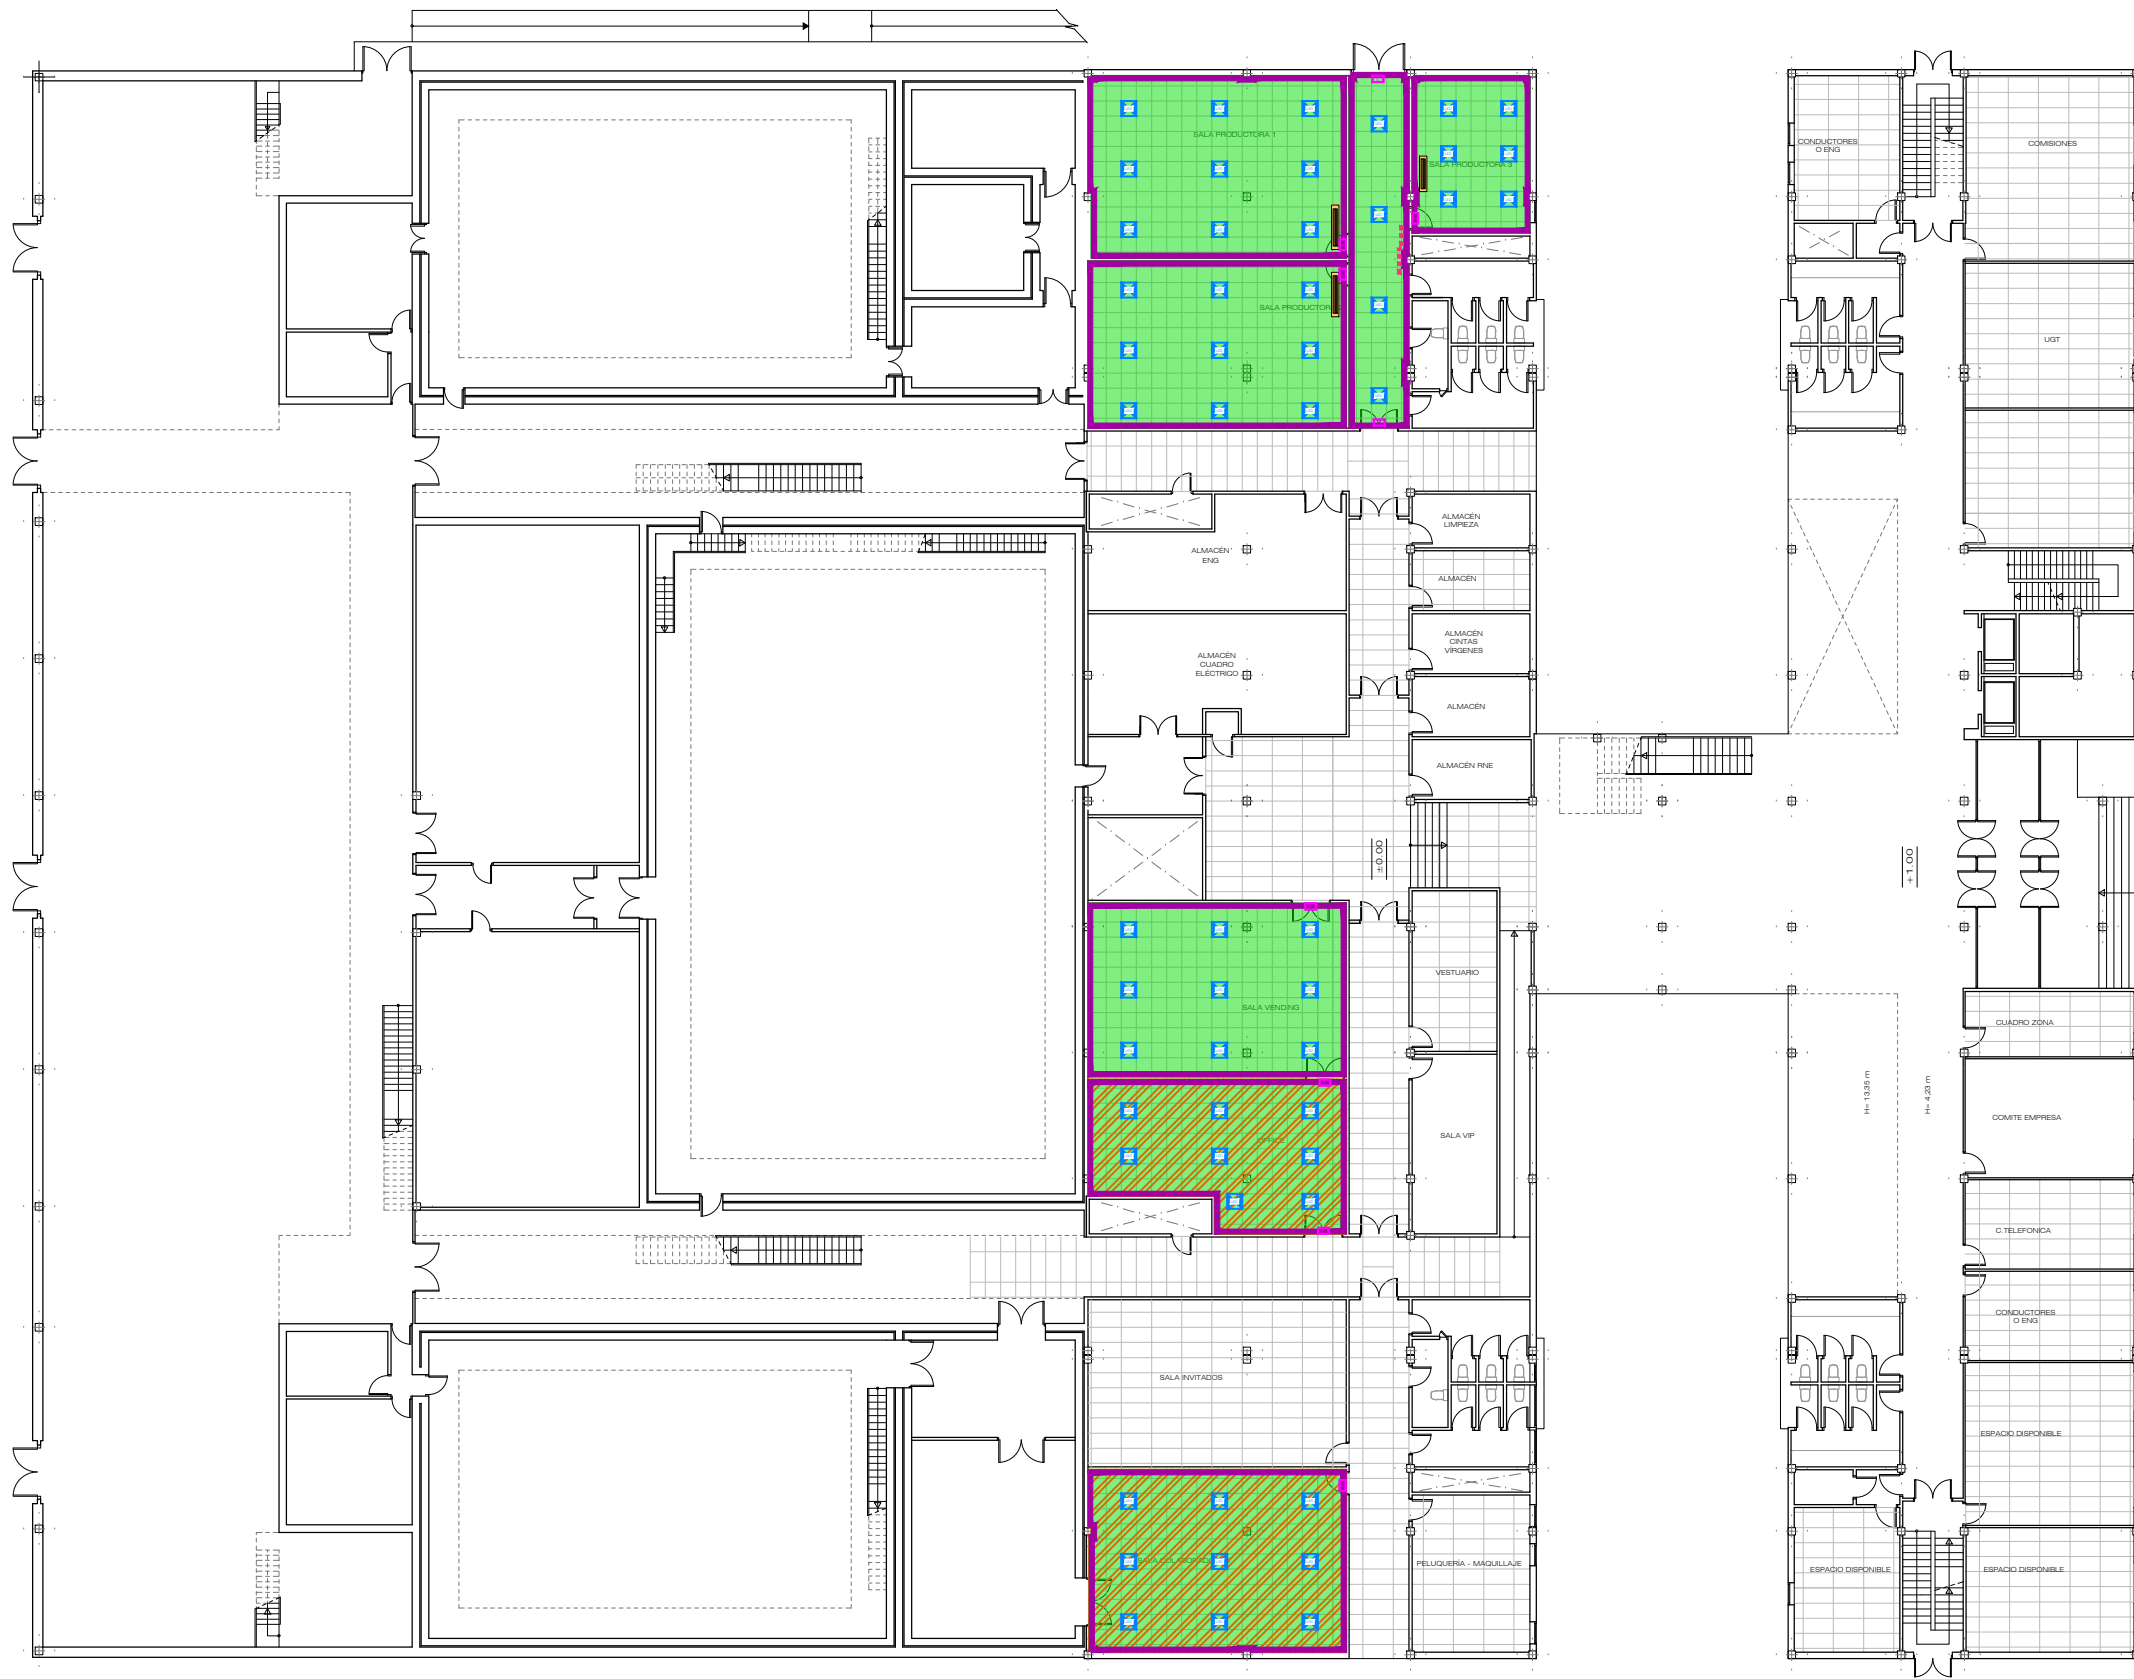 SALA PRODUCTORA 1
SALA PRODUCTORA 3
CONDUCTORES
O ENG
COMISIONES
SALA PRODUCTOR
UGT
ALMACÉN
ENG
ALMACÉN
LIMPIEZA
ALMACÉN
ALMACÉN
CINTAS
VÍRGENES
ALMACÉN
CUADRO
ELÉCTRICO
ALMACÉN
ALMACÉN RNE
±0.00
+1.00
VESTUARIO
SALA VENDING
CUADRO ZONA
H= 13,35 m
H= 4,23 m
COMITE EMPRESA
OFFICE
SALA VIP
C.TELEFONICA
CONDUCTORES
O ENG
SALA INVITADOS
ESPACIO DISPONIBLE
PELUQUERÍA - MAQUILLAJE
ESPACIO DISPONIBLE
ESPACIO DISPONIBLE